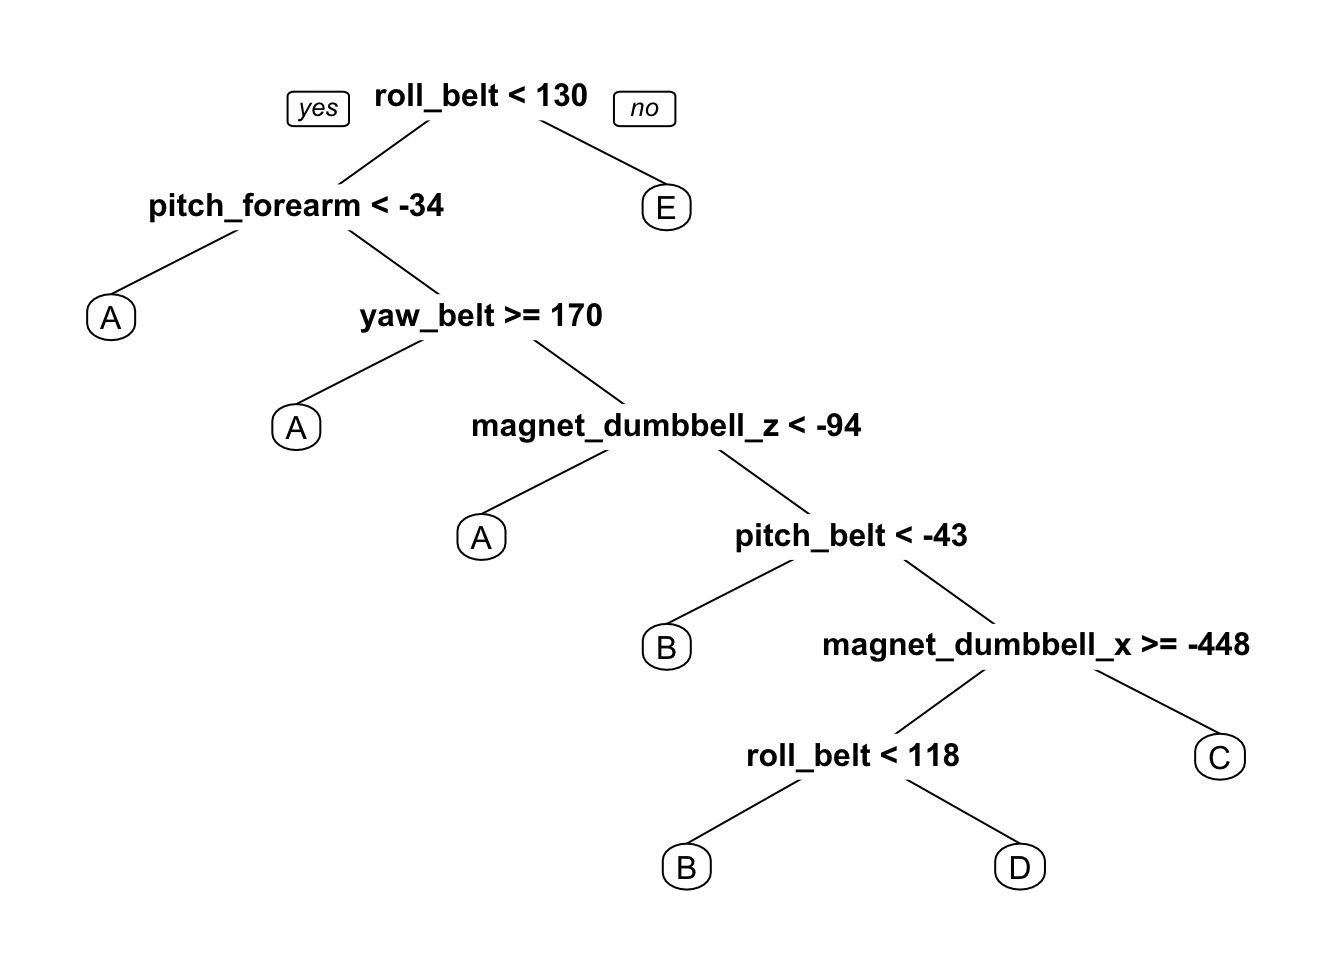 yes roll_belt < 130 no
pitch_forearm < -34
E
A
yaw_belt >= 170
A
magnet_dumbbell_z < -94
A
pitch_belt < -43
B
magnet_dumbbell_x >= -448
roll_belt < 118
C
B
D